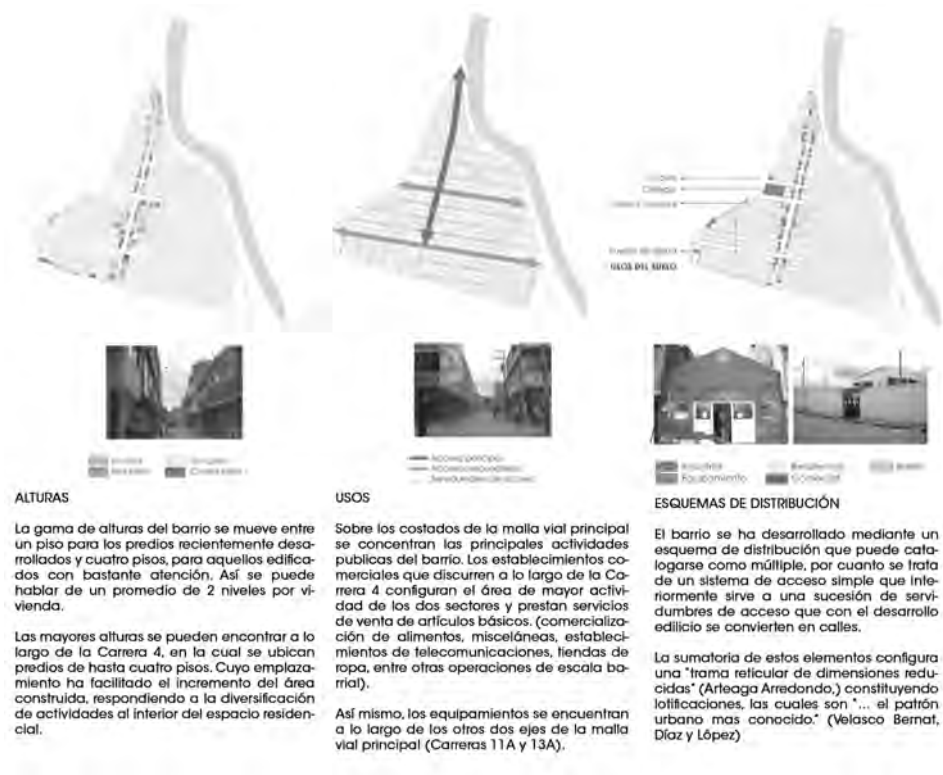 USOS DEL SUELO
Acceso principal
Residencial
Equipamiento
Comercial
ALTURAS
La gama de alturas del barrio se mueve entre
un piso para los predios recientemente desa-
rrollados y cuatro pisos, para aquellos edifica-
dos con bastante atención, Así se puede
hablar de un promedio de 2 niveles por vi-
vienda.
Las mayores alturas se pueden encontrar a lo
largo de la Carrera 4, en la cual se ubican
predios de hasta cuatro pisos. Cuyo emplaza-
miento ha facilitado el incremento del área
construida, respondiendo a la diversificación
de actividades al interior del espacio residen-
cial.
USOS
Sobre los costados de la malla vial principal
se concentran las principales actividades
publicas del barrio. Los establecimientos co-
merciales que discurren a lo largo de la Ca-
rrera 4 configuran el área de mayor activi-
dad de los dos sectores y prestan servicios
de venta de artículos básicos. (comercializa-
ción de alimentos, misceláneas, estableci-
mientos de telecomunicaciones, tiendas de
ropa, entre otras operaciones de escala ba-
rrial).
Así mismo, los equipamientos se encuentran
a lo largo de los otros dos ejes de la malla
vial principal (Carreras 11A y 13A).
ESQUEMAS DE DISTRIBUCIÓN
El barrio se ha desarrollado mediante un
esquema de distribución que puede cata-
logarse como múltiple, por cuanto se trata
de un sistema de acceso simple que inte-
riormente sirve a una sucesión de servi-
dumbres de acceso que con el desarrollo
edilicio se convierten en calles.
La sumatoria de estos elementos configura
una "trama reticular de dimensiones redu-
cidas" (Arteaga Arredondo,) constituyendo
lotificaciones, las cuales son "... el patrón
urbano mas conocido." (Velasco Bernat,
Díaz y López)